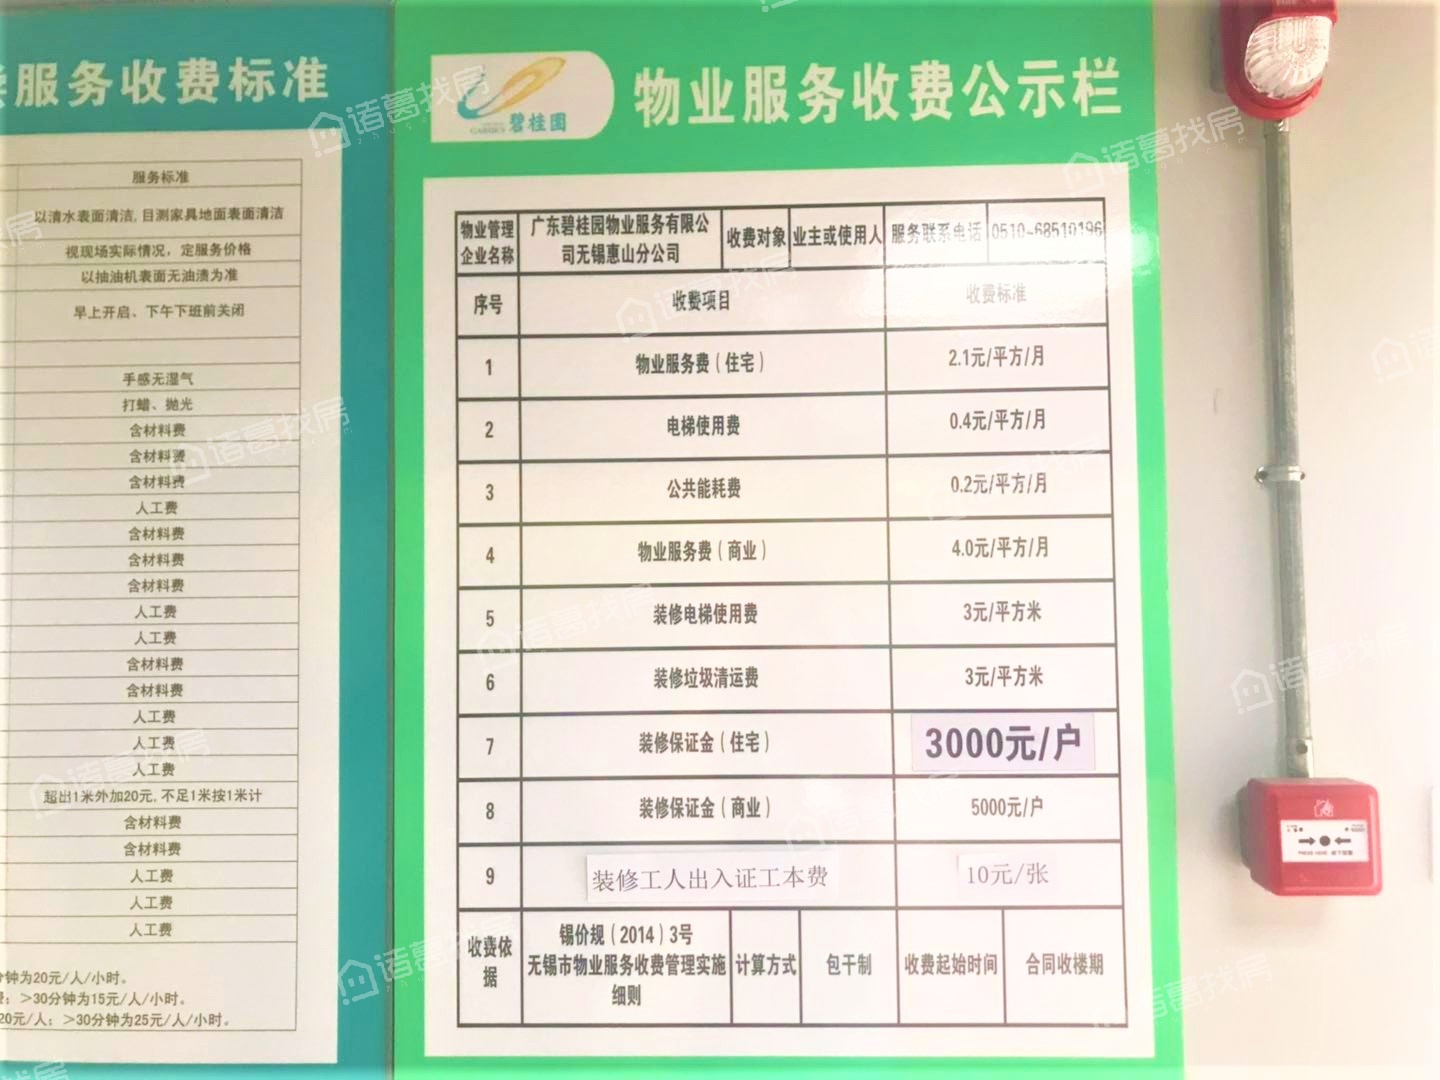 服务收费标准
服务标准
以清水表面清洁,目测家具地面表面清洁
视现场实际情况，定服务价格
以抽油机表面无油渍为准
早上开启、下午下班前关闭
手感无湿气
打蜡、抛光
含材料费
含材料费
含材料费
人工费
含材料费
含材料费
含材料费
人工费
人工费
含材料费
含材料费
人工费
人工费
人工费
超出1米外加20元,不足1米按1米计
含材料费
含材料费
人工费
人工费
人工费
钟为20元/人/小时。
＞30分钟为15元/人/小时。
20元/人；＞30分钟为25元/人/小时。
碧桂园
物业服务收费公示栏
物业管理企业名称 广东碧桂园物业服务有限公司无锡惠山分公司 收费对象 业主或使用人 服务联系电话 0510-68510196
序号 收费项目 收费标准
1 物业服务费（住宅） 2.1元/平方/月
2 电梯使用费 0.4元/平方/月
3 公共能耗费 0.2元/平方/月
4 物业服务费（商业） 4.0元/平方/月
5 装修电梯使用费 3元/平方米
6 装修垃圾清运费 3元/平方米
7 装修保证金（住宅） 3000元/户
8 装修保证金（商业） 5000元/户
9 装修工人出入证工本费 10元/张
收费依据 锡价规（2014）3号 无锡市物业服务收费管理实施细则 计算方式 包干制 收费起始时间 合同收楼期
诸葛找房